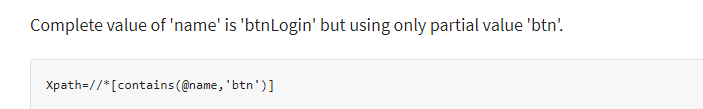 Complete value of 'name' is 'btnLogin' but using only partial value 'btn'.
Xpath=//*[contains(@name,'btn')]